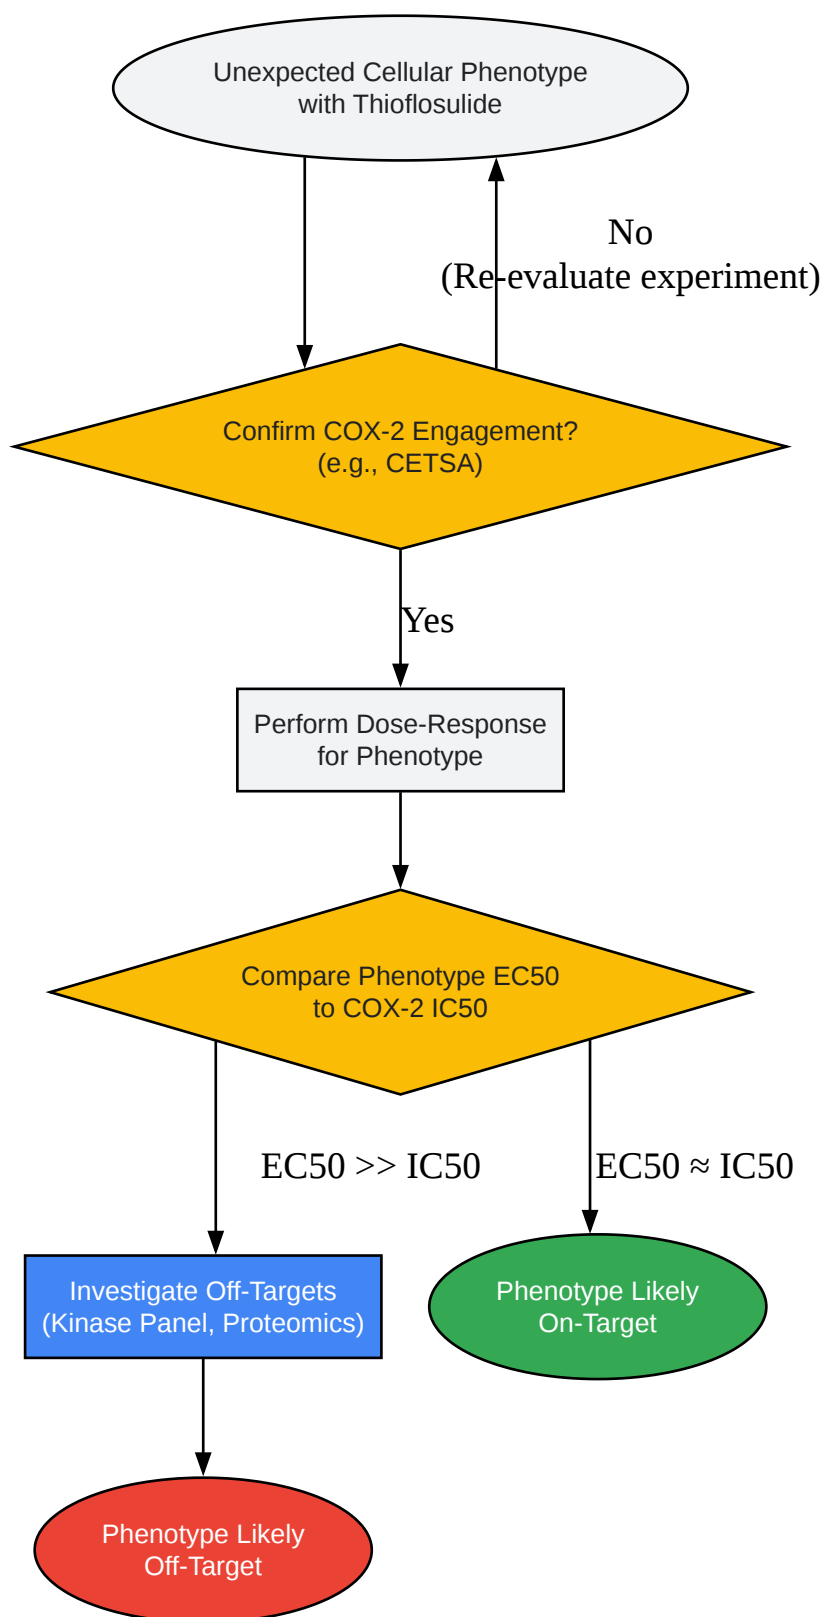 Unexpected Cellular Phenotype
with Thioflosulide
No
(Re-evaluate experiment)
Confirm COX-2 Engagement?
(e.g., CETSA)
Yes
Perform Dose-Response
for Phenotype
Compare Phenotype EC50
to COX-2 IC50
EC50 >> IC50
EC50 ≈ IC50
Investigate Off-Targets
(Kinase Panel, Proteomics)
Phenotype Likely
On-Target
Phenotype Likely
Off-Target